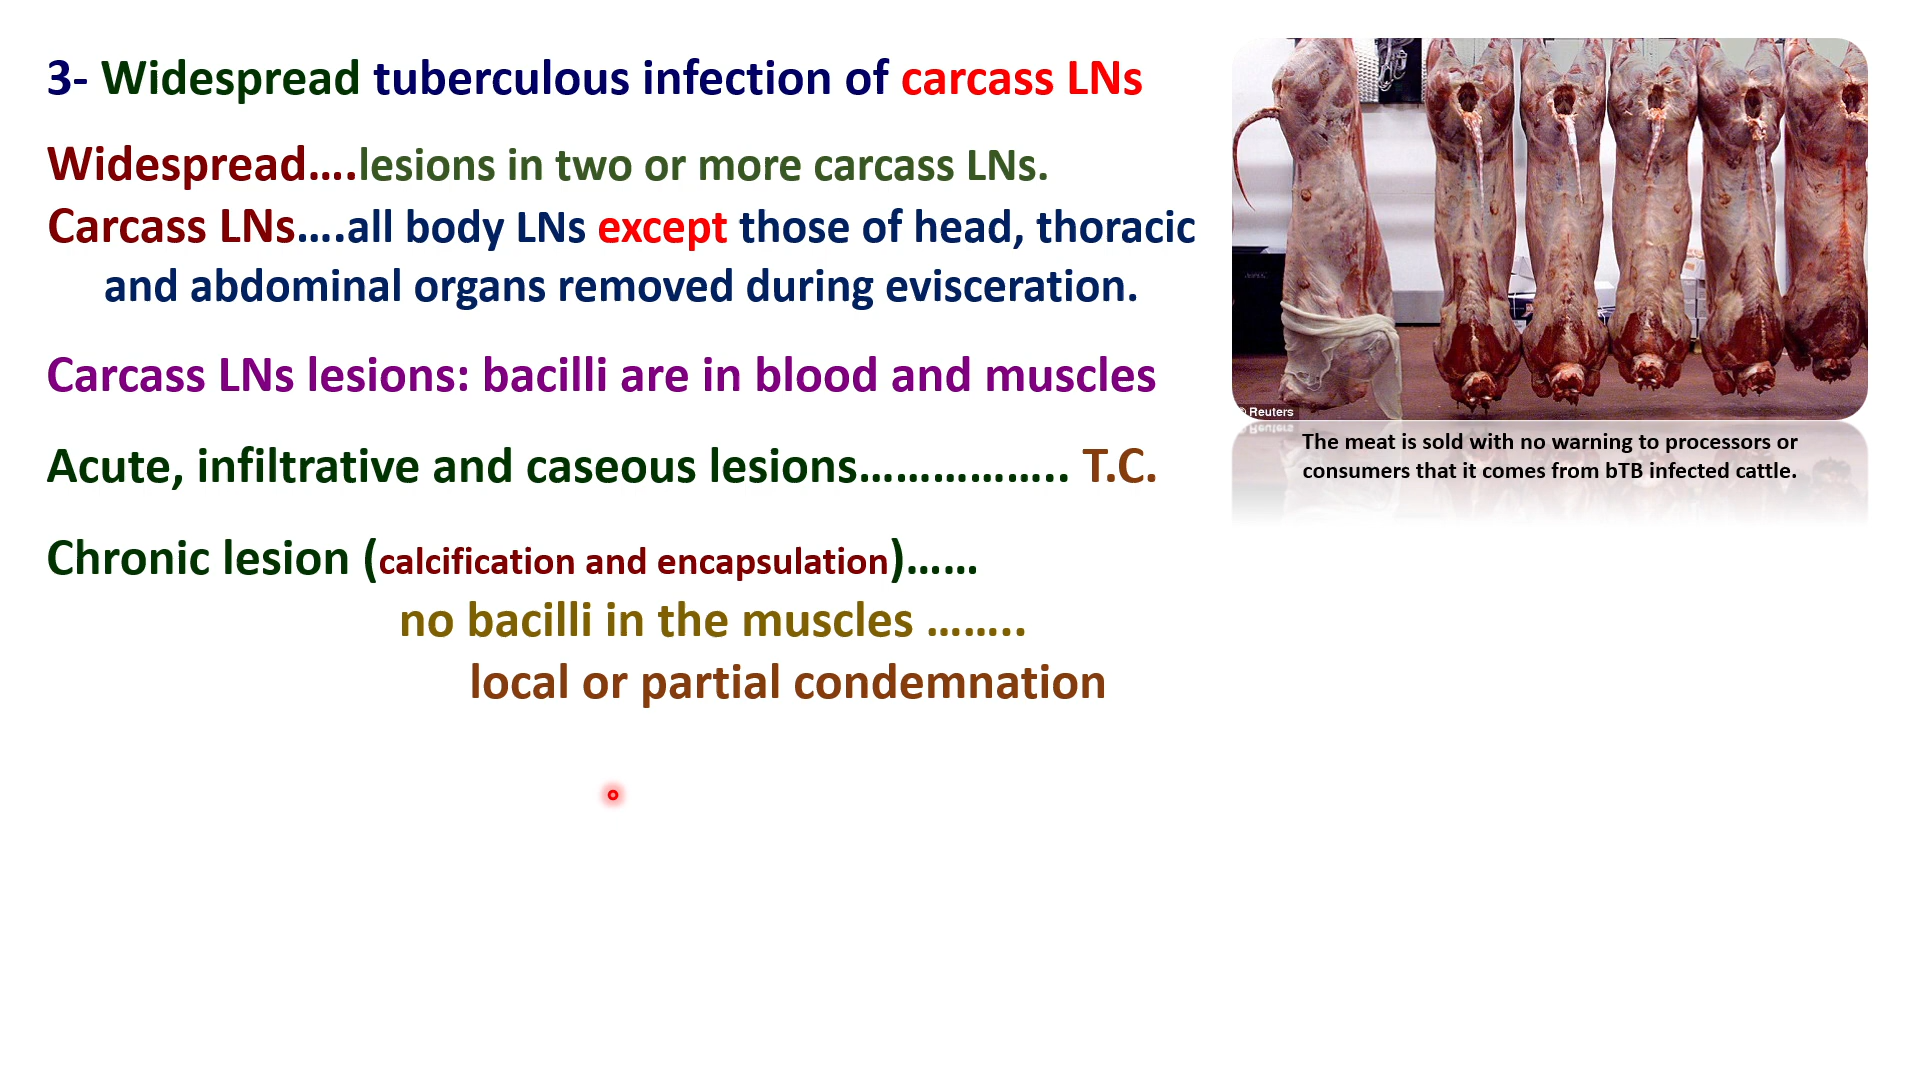 3- Widespread tuberculous infection of carcass LNs
Widespread....lesions in two or more carcass LNs.
Carcass LNs....all body LNs except those of head, thoracic
and abdominal organs removed during evisceration.
Carcass LNs lesions: bacilli are in blood and muscles
Acute, infiltrative and caseous lesions…………….. T.C.
Chronic lesion (calcification and encapsulation)……
no bacilli in the muscles ……..
local or partial condemnation
© Reuters
The meat is sold with no warning to processors or
consumers that it comes from bTB infected cattle.